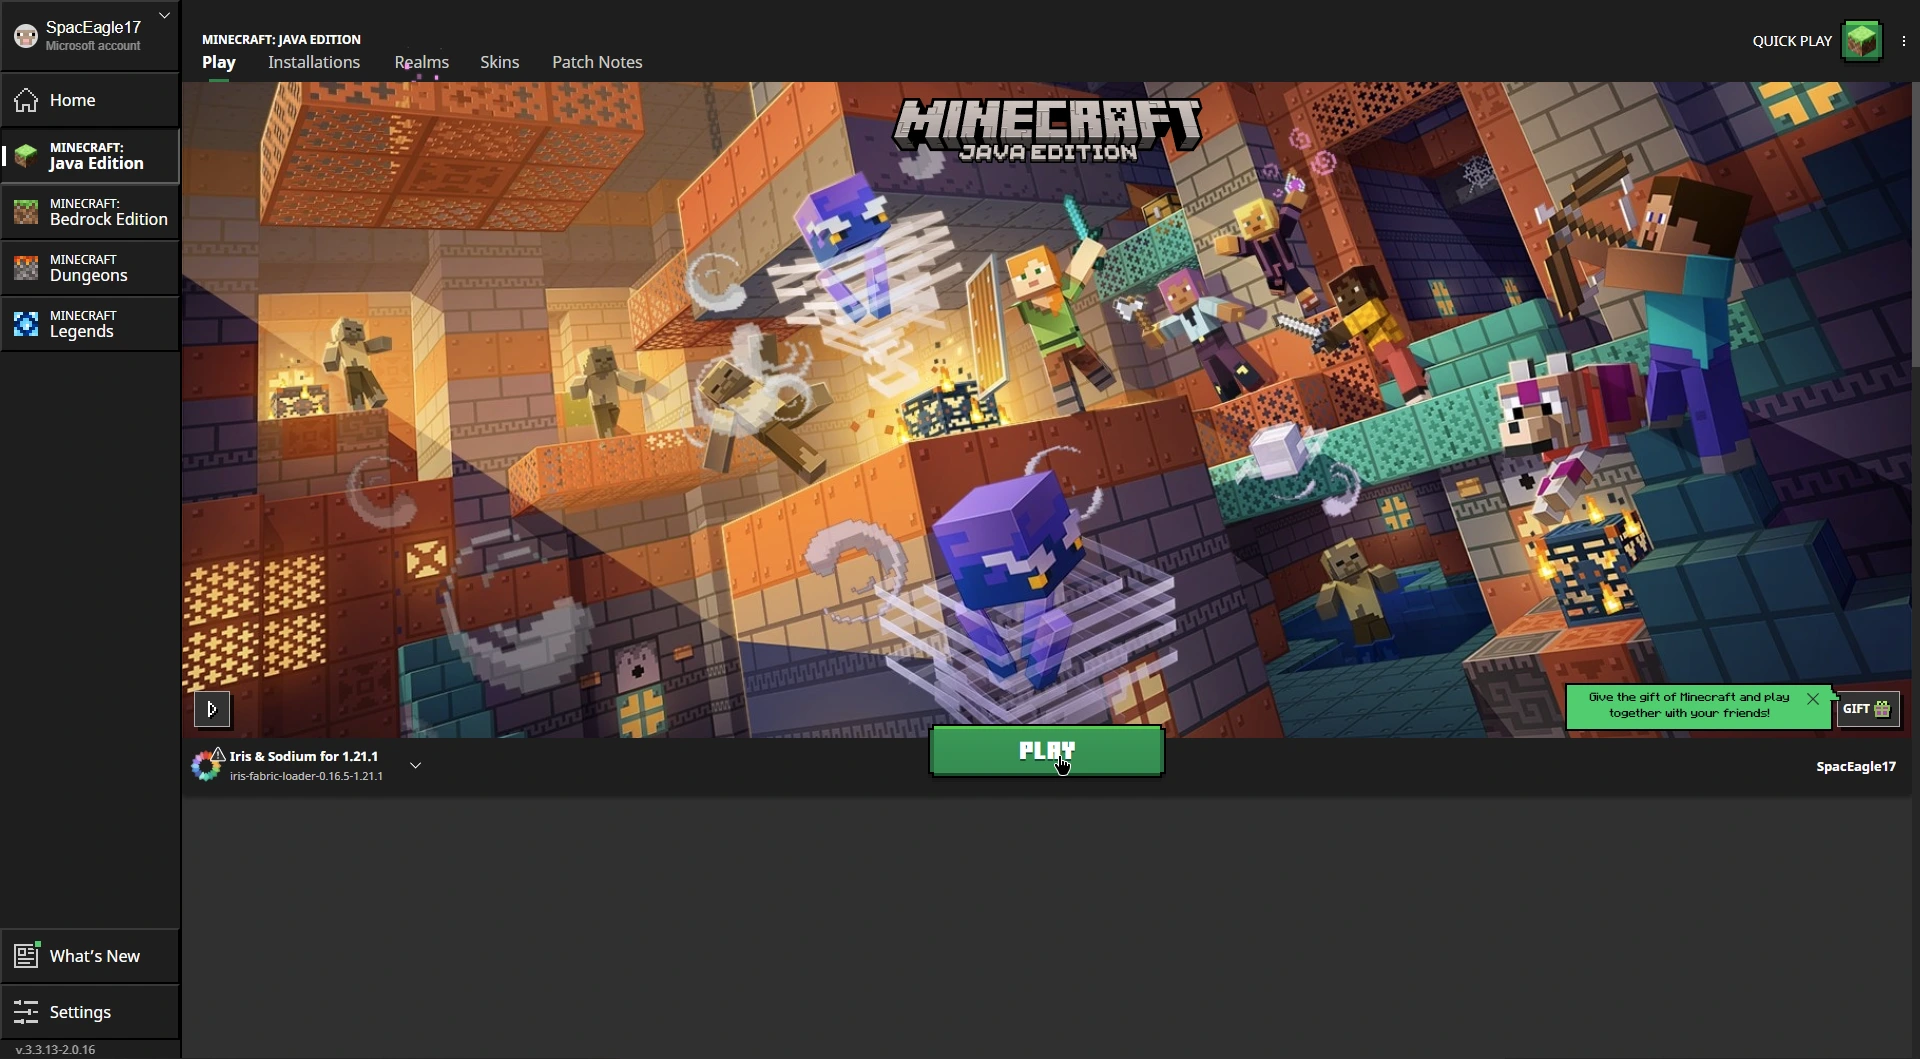 SpacEagle17
Microsoft account
Home
MINECRAFT:
Java Edition
MINECRAFT:
Bedrock Edition
MINECRAFT
Dungeons
MINECRAFT
Legends
What's New
Settings
v.3.3.13-2.0.16
MINECRAFT: JAVA EDITION
Play Installations Realms Skins Patch Notes
QUICK PLAY
MINECRAFT
JAVA EDITION
Give the gift of Minecraft and play
together with your friends!
GIFT
Iris & Sodium for 1.21.1
iris-fabric-loader-0.16.5-1.21.1
PLAY
SpacEagle17